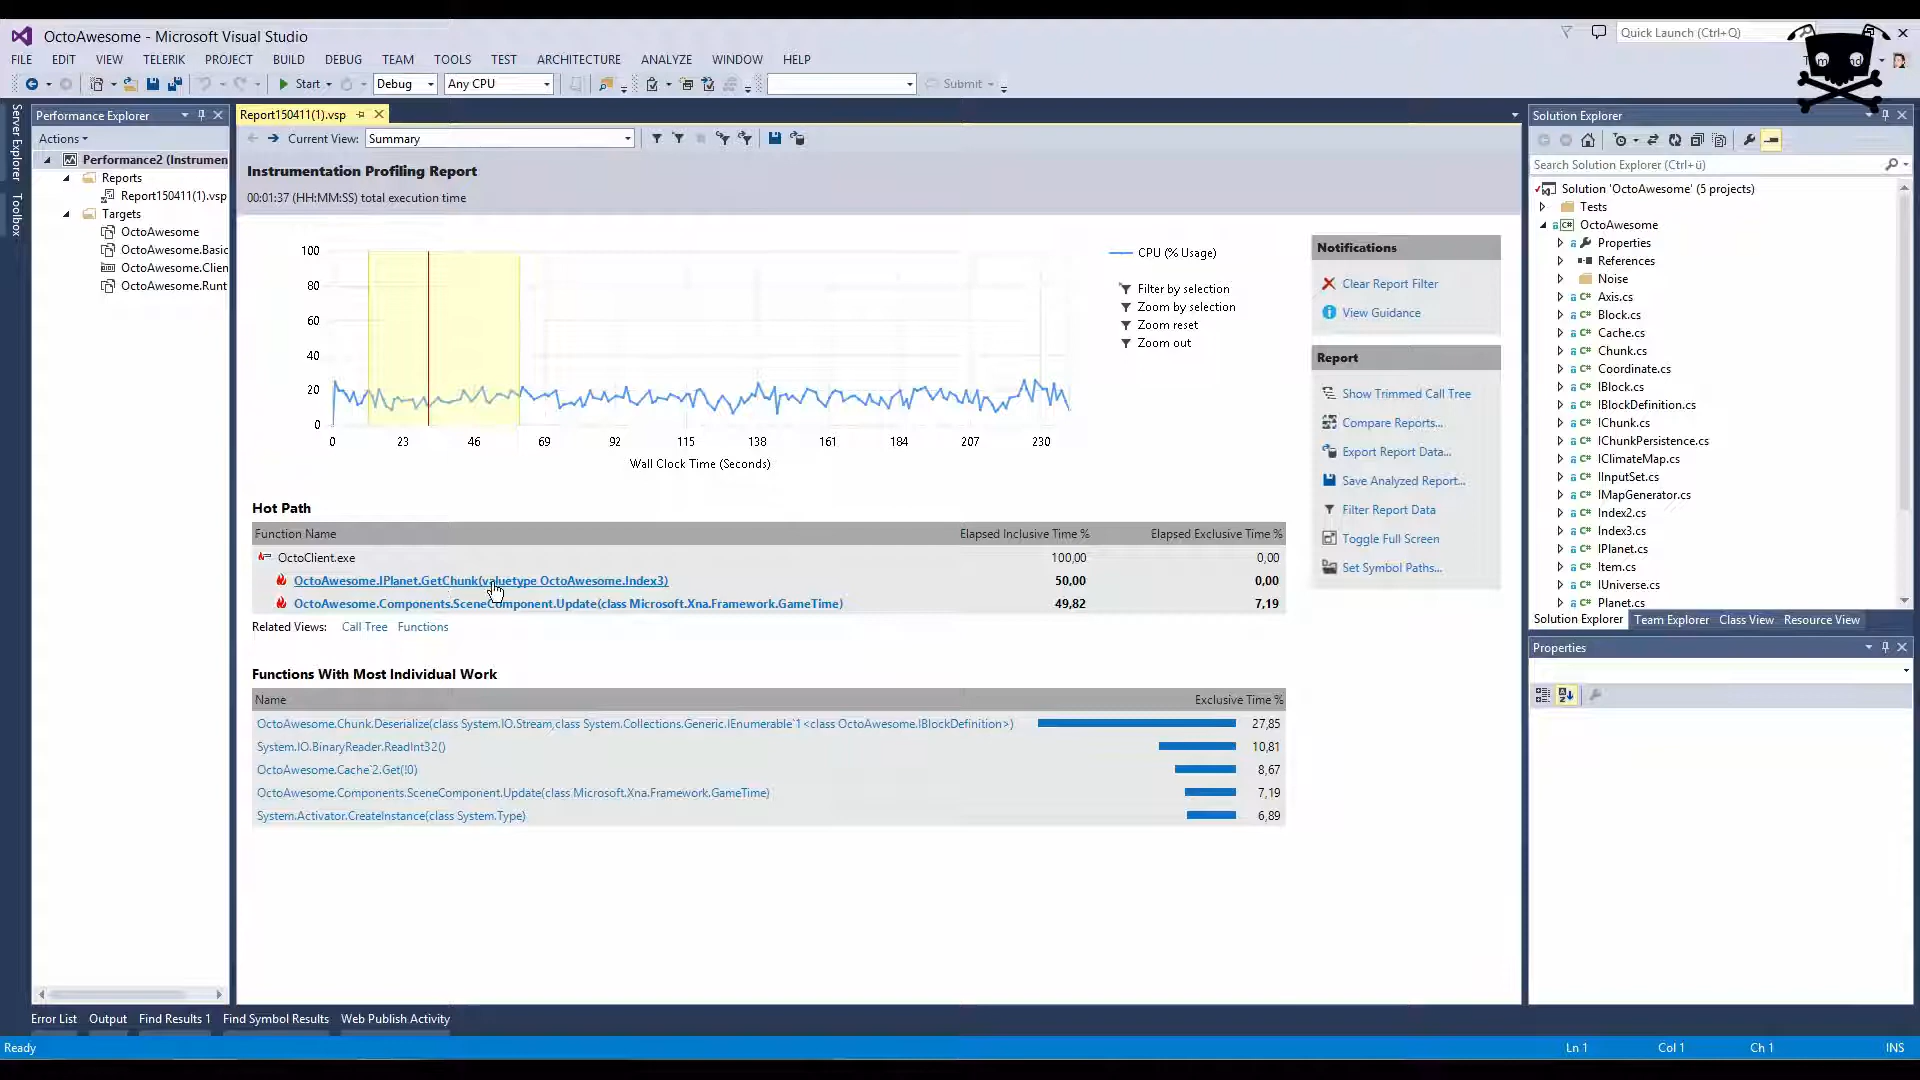 OctoAwesome - Microsoft Visual Studio
Quick Launch (Ctrl+Q)
FILE EDIT VIEW TELERIK PROJECT BUILD DEBUG TEAM TOOLS TEST ARCHITECTURE ANALYZE WINDOW HELP
Start Debug Any CPU Submit
Server Explorer
Toolbox
Performance Explorer
Actions
Performance2 (Instrumen
Reports
Report150411(1).vsp
Targets
OctoAwesome
OctoAwesome.Basic
OctoAwesome.Clien
OctoAwesome.Runt
Report150411(1).vsp
Current View: Summary
Instrumentation Profiling Report
00:01:37 (HH:MM:SS) total execution time
100
80
60
40
20
0
0 23 46 69 92 115 138 161 184 207 230
Wall Clock Time (Seconds)
CPU (% Usage)
Filter by selection
Zoom by selection
Zoom reset
Zoom out
Notifications
Clear Report Filter
View Guidance
Report
Show Trimmed Call Tree
Compare Reports...
Export Report Data...
Save Analyzed Report...
Filter Report Data
Toggle Full Screen
Set Symbol Paths...
Hot Path
Function Name Elapsed Inclusive Time % Elapsed Exclusive Time %
OctoClient.exe 100,00 0,00
OctoAwesome.IPlanet.GetChunk(valuetype OctoAwesome.Index3) 50,00 0,00
OctoAwesome.Components.SceneComponent.Update(class Microsoft.Xna.Framework.GameTime) 49,82 7,19
Related Views: Call Tree Functions
Functions With Most Individual Work
Name Exclusive Time %
OctoAwesome.Chunk.Deserialize(class System.IO.Stream,class System.Collections.Generic.IEnumerable`1<class OctoAwesome.IBlockDefinition>) 27,85
System.IO.BinaryReader.ReadInt32() 10,81
OctoAwesome.Cache`2.Get(!0) 8,67
OctoAwesome.Components.SceneComponent.Update(class Microsoft.Xna.Framework.GameTime) 7,19
System.Activator.CreateInstance(class System.Type) 6,89
Solution Explorer
Search Solution Explorer (Ctrl+ü)
Solution 'OctoAwesome' (5 projects)
Tests
OctoAwesome
Properties
References
Noise
Axis.cs
Block.cs
Cache.cs
Chunk.cs
Coordinate.cs
IBlock.cs
IBlockDefinition.cs
IChunk.cs
IChunkPersistence.cs
IClimateMap.cs
IInputSet.cs
IMapGenerator.cs
Index2.cs
Index3.cs
IPlanet.cs
Item.cs
IUniverse.cs
Planet.cs
Solution Explorer Team Explorer Class View Resource View
Properties
Error List Output Find Results 1 Find Symbol Results Web Publish Activity
Ready Ln 1 Col 1 Ch 1 INS